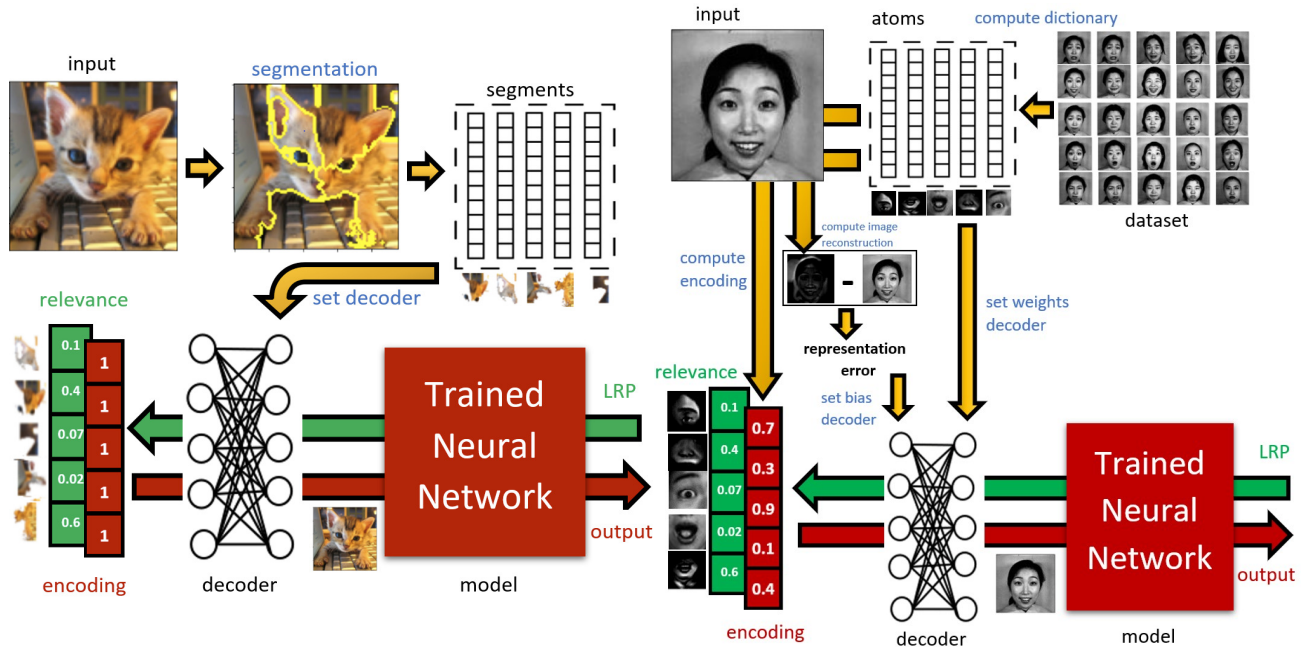 input
segmentation
segments
set decoder
relevance
0.1
0.4
0.07
0.02
0.6
1
1
1
1
1
encoding
decoder
Trained
Neural
Network
LRP
output
model
input
atoms
compute dictionary
dataset
compute image
reconstruction
compute
encoding
-
representation
error
set weights
decoder
set bias
decoder
relevance
0.1
0.4
0.07
0.02
0.6
0.7
0.3
0.9
0.1
0.4
encoding
decoder
Trained
Neural
Network
LRP
output
model